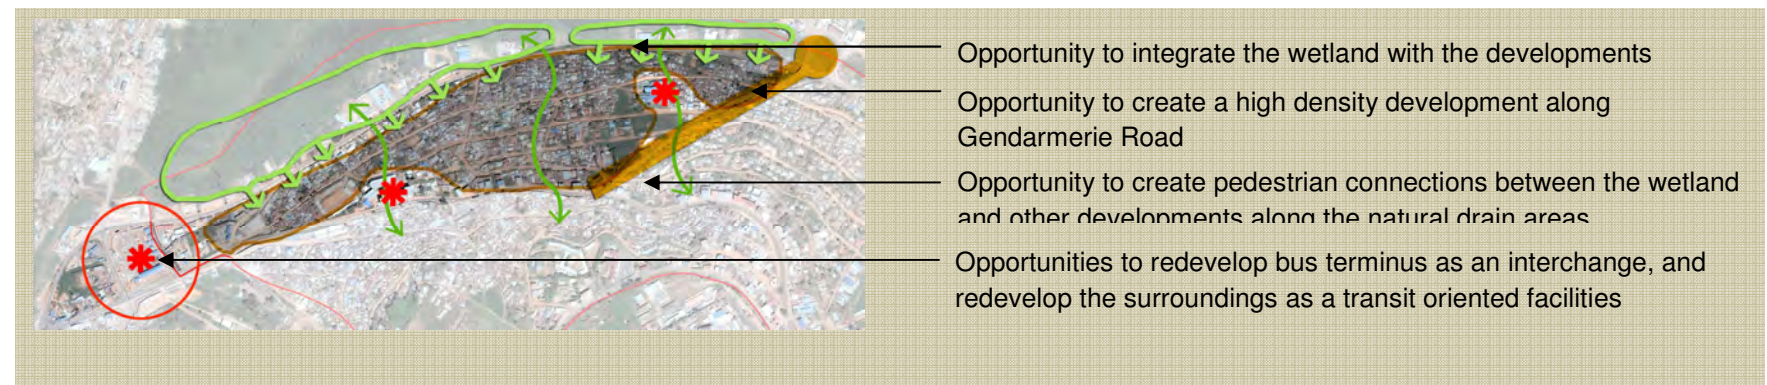 Opportunity to integrate the wetland with the developments
Opportunity to create a high density development along
Gendarmerie Road
Opportunity to create pedestrian connections between the wetland
and other developments along the natural drain areas
Opportunities to redevelop bus terminus as an interchange, and
redevelop the surroundings as a transit oriented facilities